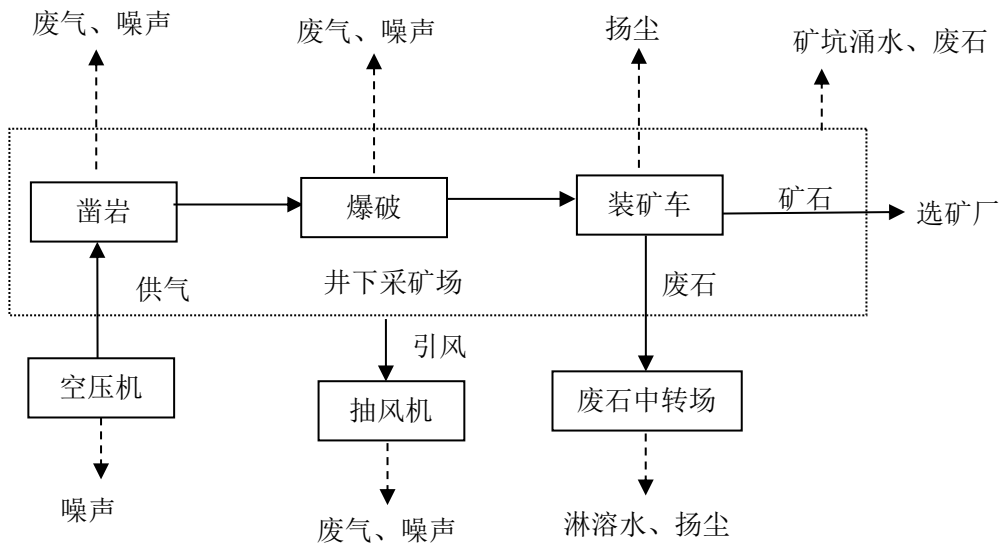 废气、噪声
废气、噪声
扬尘
矿坑涌水、废石
凿岩
爆破
装矿车
矿石
选矿厂
供气
井下采矿场
废石
引风
空压机
抽风机
废石中转场
噪声
废气、噪声
淋溶水、扬尘